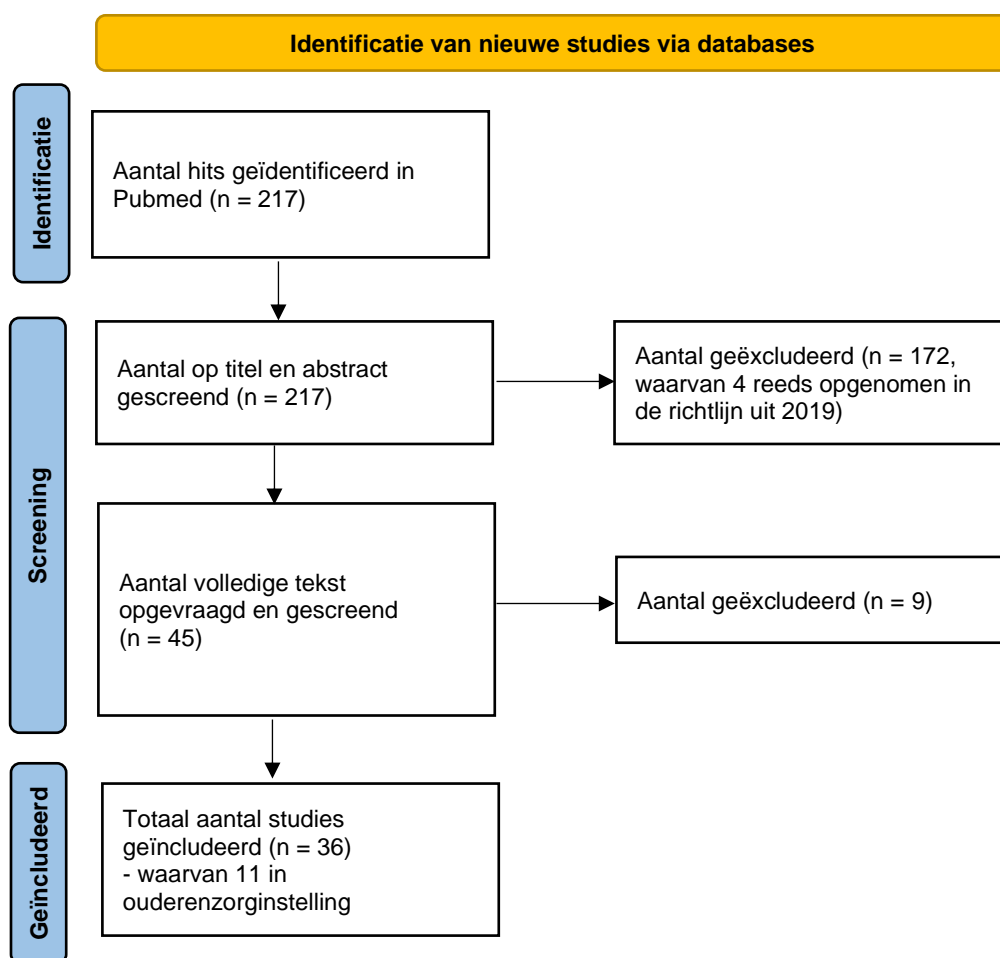 Identificatie van nieuwe studies via databases
Identificatie
Aantal hits geïdentificeerd in
Pubmed (n = 217)
Screening
Aantal op titel en abstract
gescreend (n = 217)
Aantal geëxcludeerd (n = 172,
waarvan 4 reeds opgenomen in
de richtlijn uit 2019)
Aantal volledige tekst
opgevraagd en gescreend
(n = 45)
Aantal geëxcludeerd (n = 9)
Geïncludeerd
Totaal aantal studies
geïncludeerd (n = 36)
- waarvan 11 in
ouderenzorginstelling